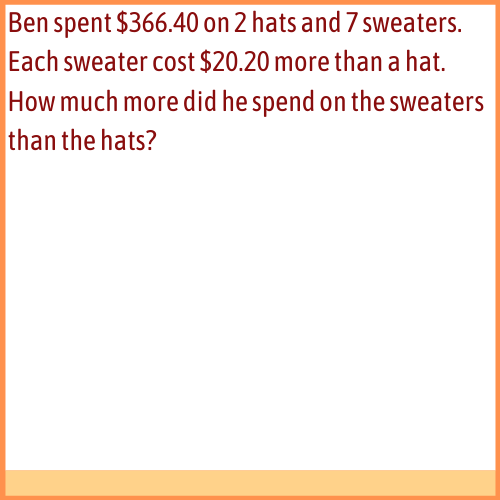 Ben spent $366.40 on 2 hats and 7 sweaters.
Each sweater cost $20.20 more than a hat.
How much more did he spend on the sweaters
than the hats?